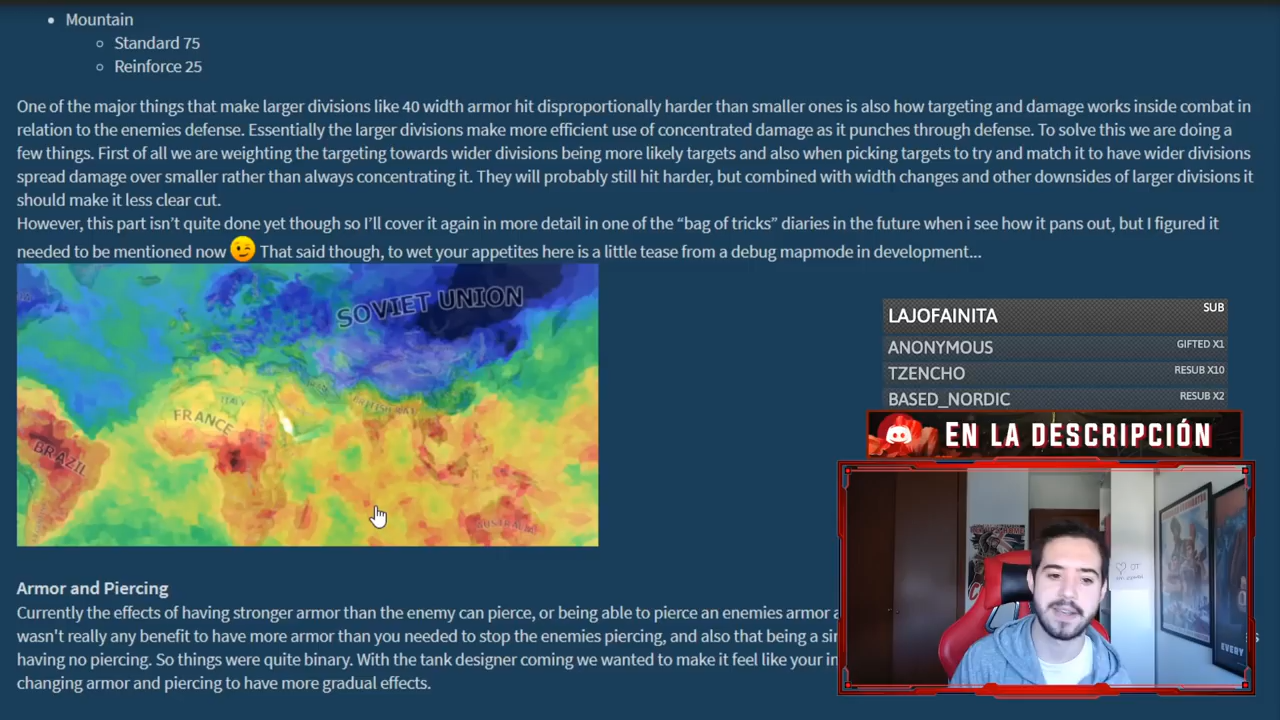 Mountain
Standard 75
Reinforce 25
One of the major things that make larger divisions like 40 width armor hit disproportionally harder than smaller ones is also how targeting and damage works inside combat in
relation to the enemies defense. Essentially the larger divisions make more efficient use of concentrated damage as it punches through defense. To solve this we are doing a
few things. First of all we are weighting the targeting towards wider divisions being more likely targets and also when picking targets to try and match it to have wider divisions
spread damage over smaller rather than always concentrating it. They will probably still hit harder, but combined with width changes and other downsides of larger divisions it
should make it less clear cut.
However, this part isn't quite done yet though so I'll cover it again in more detail in one of the "bag of tricks" diaries in the future when i see how it pans out, but I figured it
needed to be mentioned now 😉 That said though, to wet your appetites here is a little tease from a debug mapmode in development...
SOVIET UNION
ITALY
FRANCE
BRAZIL
AUSTRALIA
LAJOFAINITA SUB
ANONYMOUS GIFTED X1
TZENCHO RESUB X10
BASED_NORDIC RESUB X2
EN LA DESCRIPCIÓN
EVERY
Armor and Piercing
Currently the effects of having stronger armor than the enemy can pierce, or being able to pierce an enemies armor
wasn't really any benefit to have more armor than you needed to stop the enemies piercing, and also that being a
having no piercing. So things were quite binary. With the tank designer coming we wanted to make it feel like your
changing armor and piercing to have more gradual effects.